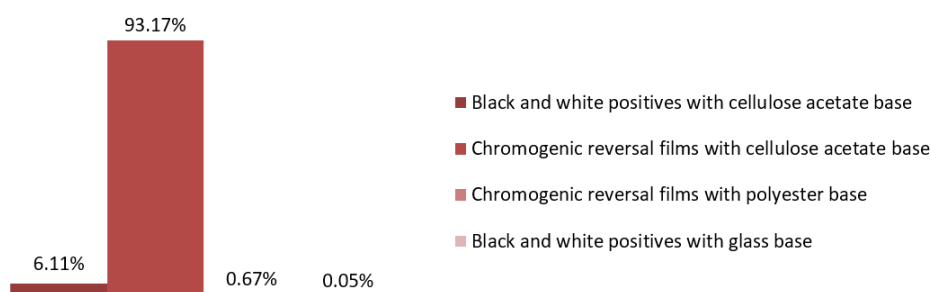 93.17%
6.11%
0.67%
0.05%
Black and white positives with cellulose acetate base
Chromogenic reversal films with cellulose acetate base
Chromogenic reversal films with polyester base
Black and white positives with glass base